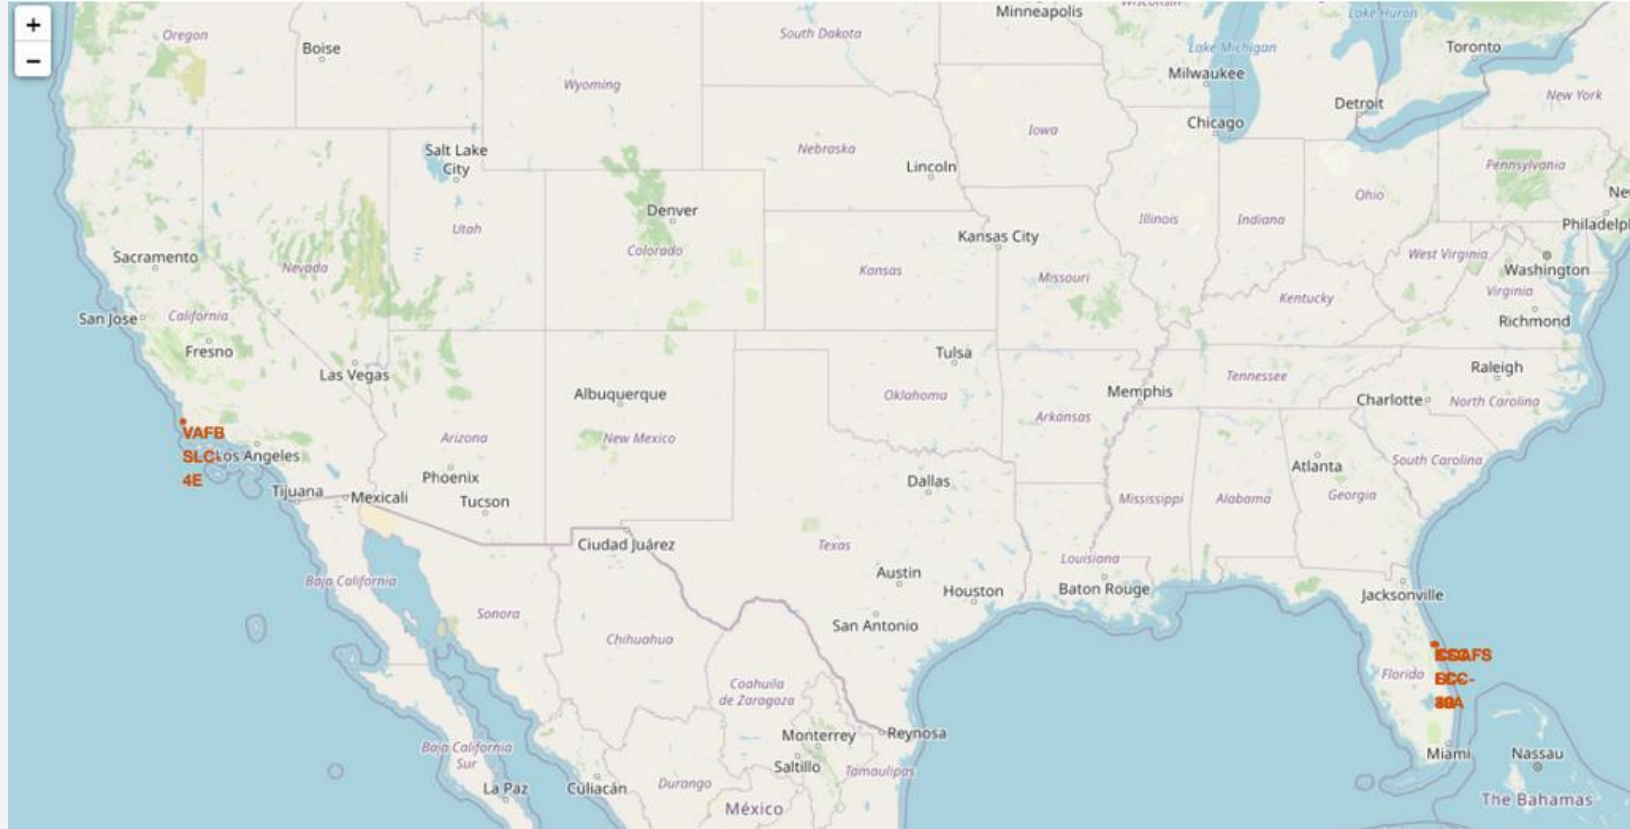 +
−
Oregon
Boise
South Dakota
Minneapolis
Wisconsin
Lake Huron
Lake Michigan
Toronto
Wyoming
Milwaukee
Detroit
New York
Chicago
Iowa
Salt Lake
City
Nebraska
Lincoln
Pennsylvania
Ohio
Ne
Denver
Utah
Illinois
Indiana
Philadelph
Kansas City
Sacramento
Nevada
Colorado
Kansas
Missouri
West Virginia
Washington
Virginia
Kentucky
San Jose
California
Richmond
Fresno
Las Vegas
Tulsa
Raleigh
Tennessee
Albuquerque
Oklahoma
Memphis
Charlotte
North Carolina
Arkansas
VAFB
SLC-
4E
Los Angeles
Arizona
New Mexico
Phoenix
Dallas
Atlanta
South Carolina
Tijuana
Mexicali
Tucson
Mississippi
Alabama
Georgia
Ciudad Juárez
Texas
Louisiana
Baja California
Austin
Houston
Baton Rouge
Jacksonville
Sonora
Chihuahua
San Antonio
Florida
Coahuila
de Zaragoza
Baja California
Sur
Monterrey
Reynosa
Saltillo
Tamaulipas
Miami
Nassau
La Paz
Culiacán
Durango
México
The Bahamas